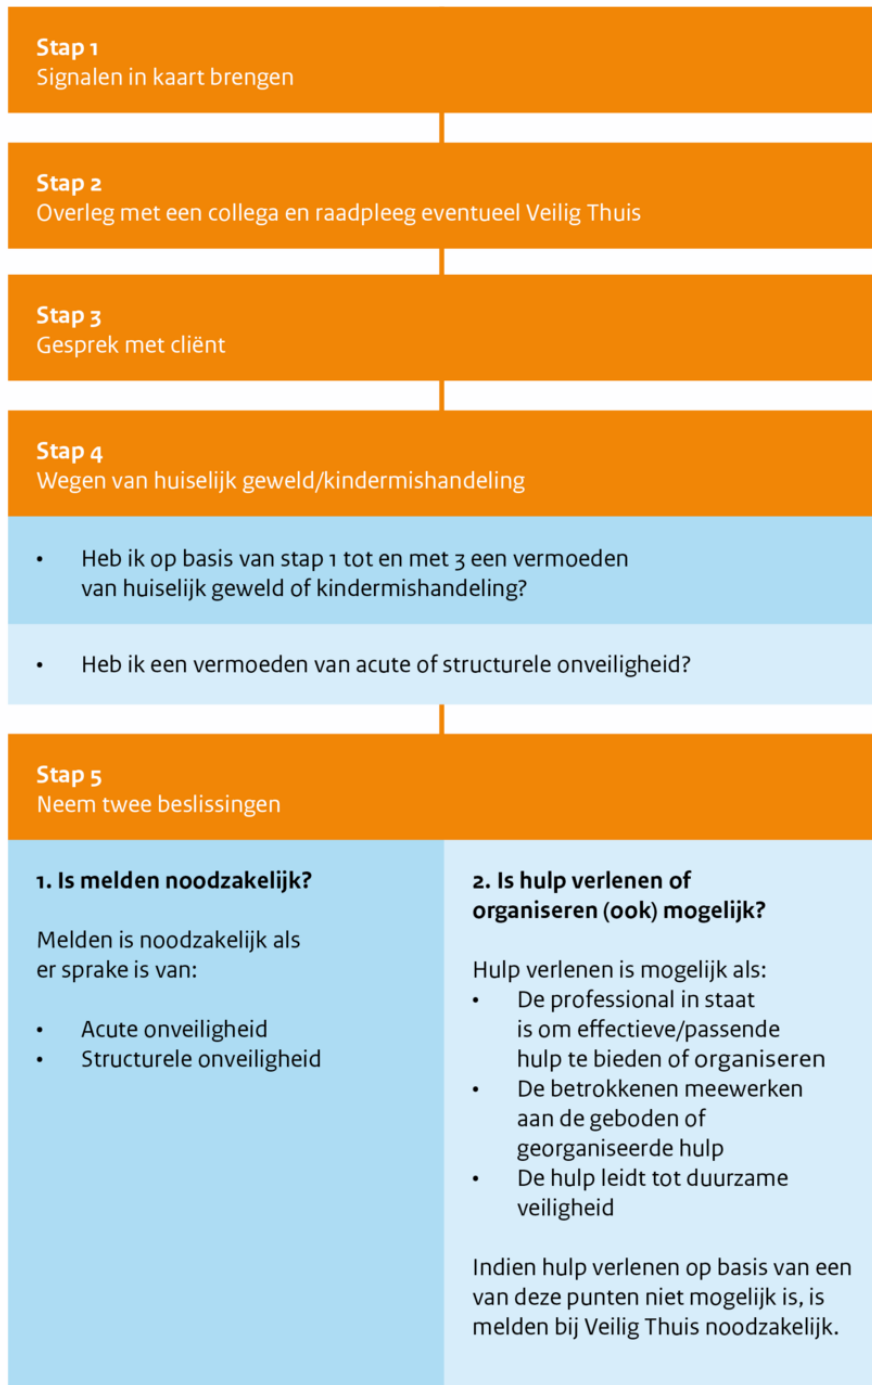 Stap 1
Signalen in kaart brengen
Stap 2
Overleg met een collega en raadpleeg eventueel Veilig Thuis
Stap 3
Gesprek met cliënt
Stap 4
Wegen van huiselijk geweld/kindermishandeling
• Heb ik op basis van stap 1 tot en met 3 een vermoeden
van huiselijk geweld of kindermishandeling?
• Heb ik een vermoeden van acute of structurele onveiligheid?
Stap 5
Neem twee beslissingen
1. Is melden noodzakelijk?
Melden is noodzakelijk als
er sprake is van:
• Acute onveiligheid
• Structurele onveiligheid
2. Is hulp verlenen of
organiseren (ook) mogelijk?
Hulp verlenen is mogelijk als:
• De professional in staat
is om effectieve/passende
hulp te bieden of organiseren
• De betrokkenen meewerken
aan de geboden of
georganiseerde hulp
• De hulp leidt tot duurzame
veiligheid
Indien hulp verlenen op basis van een
van deze punten niet mogelijk is, is
melden bij Veilig Thuis noodzakelijk.